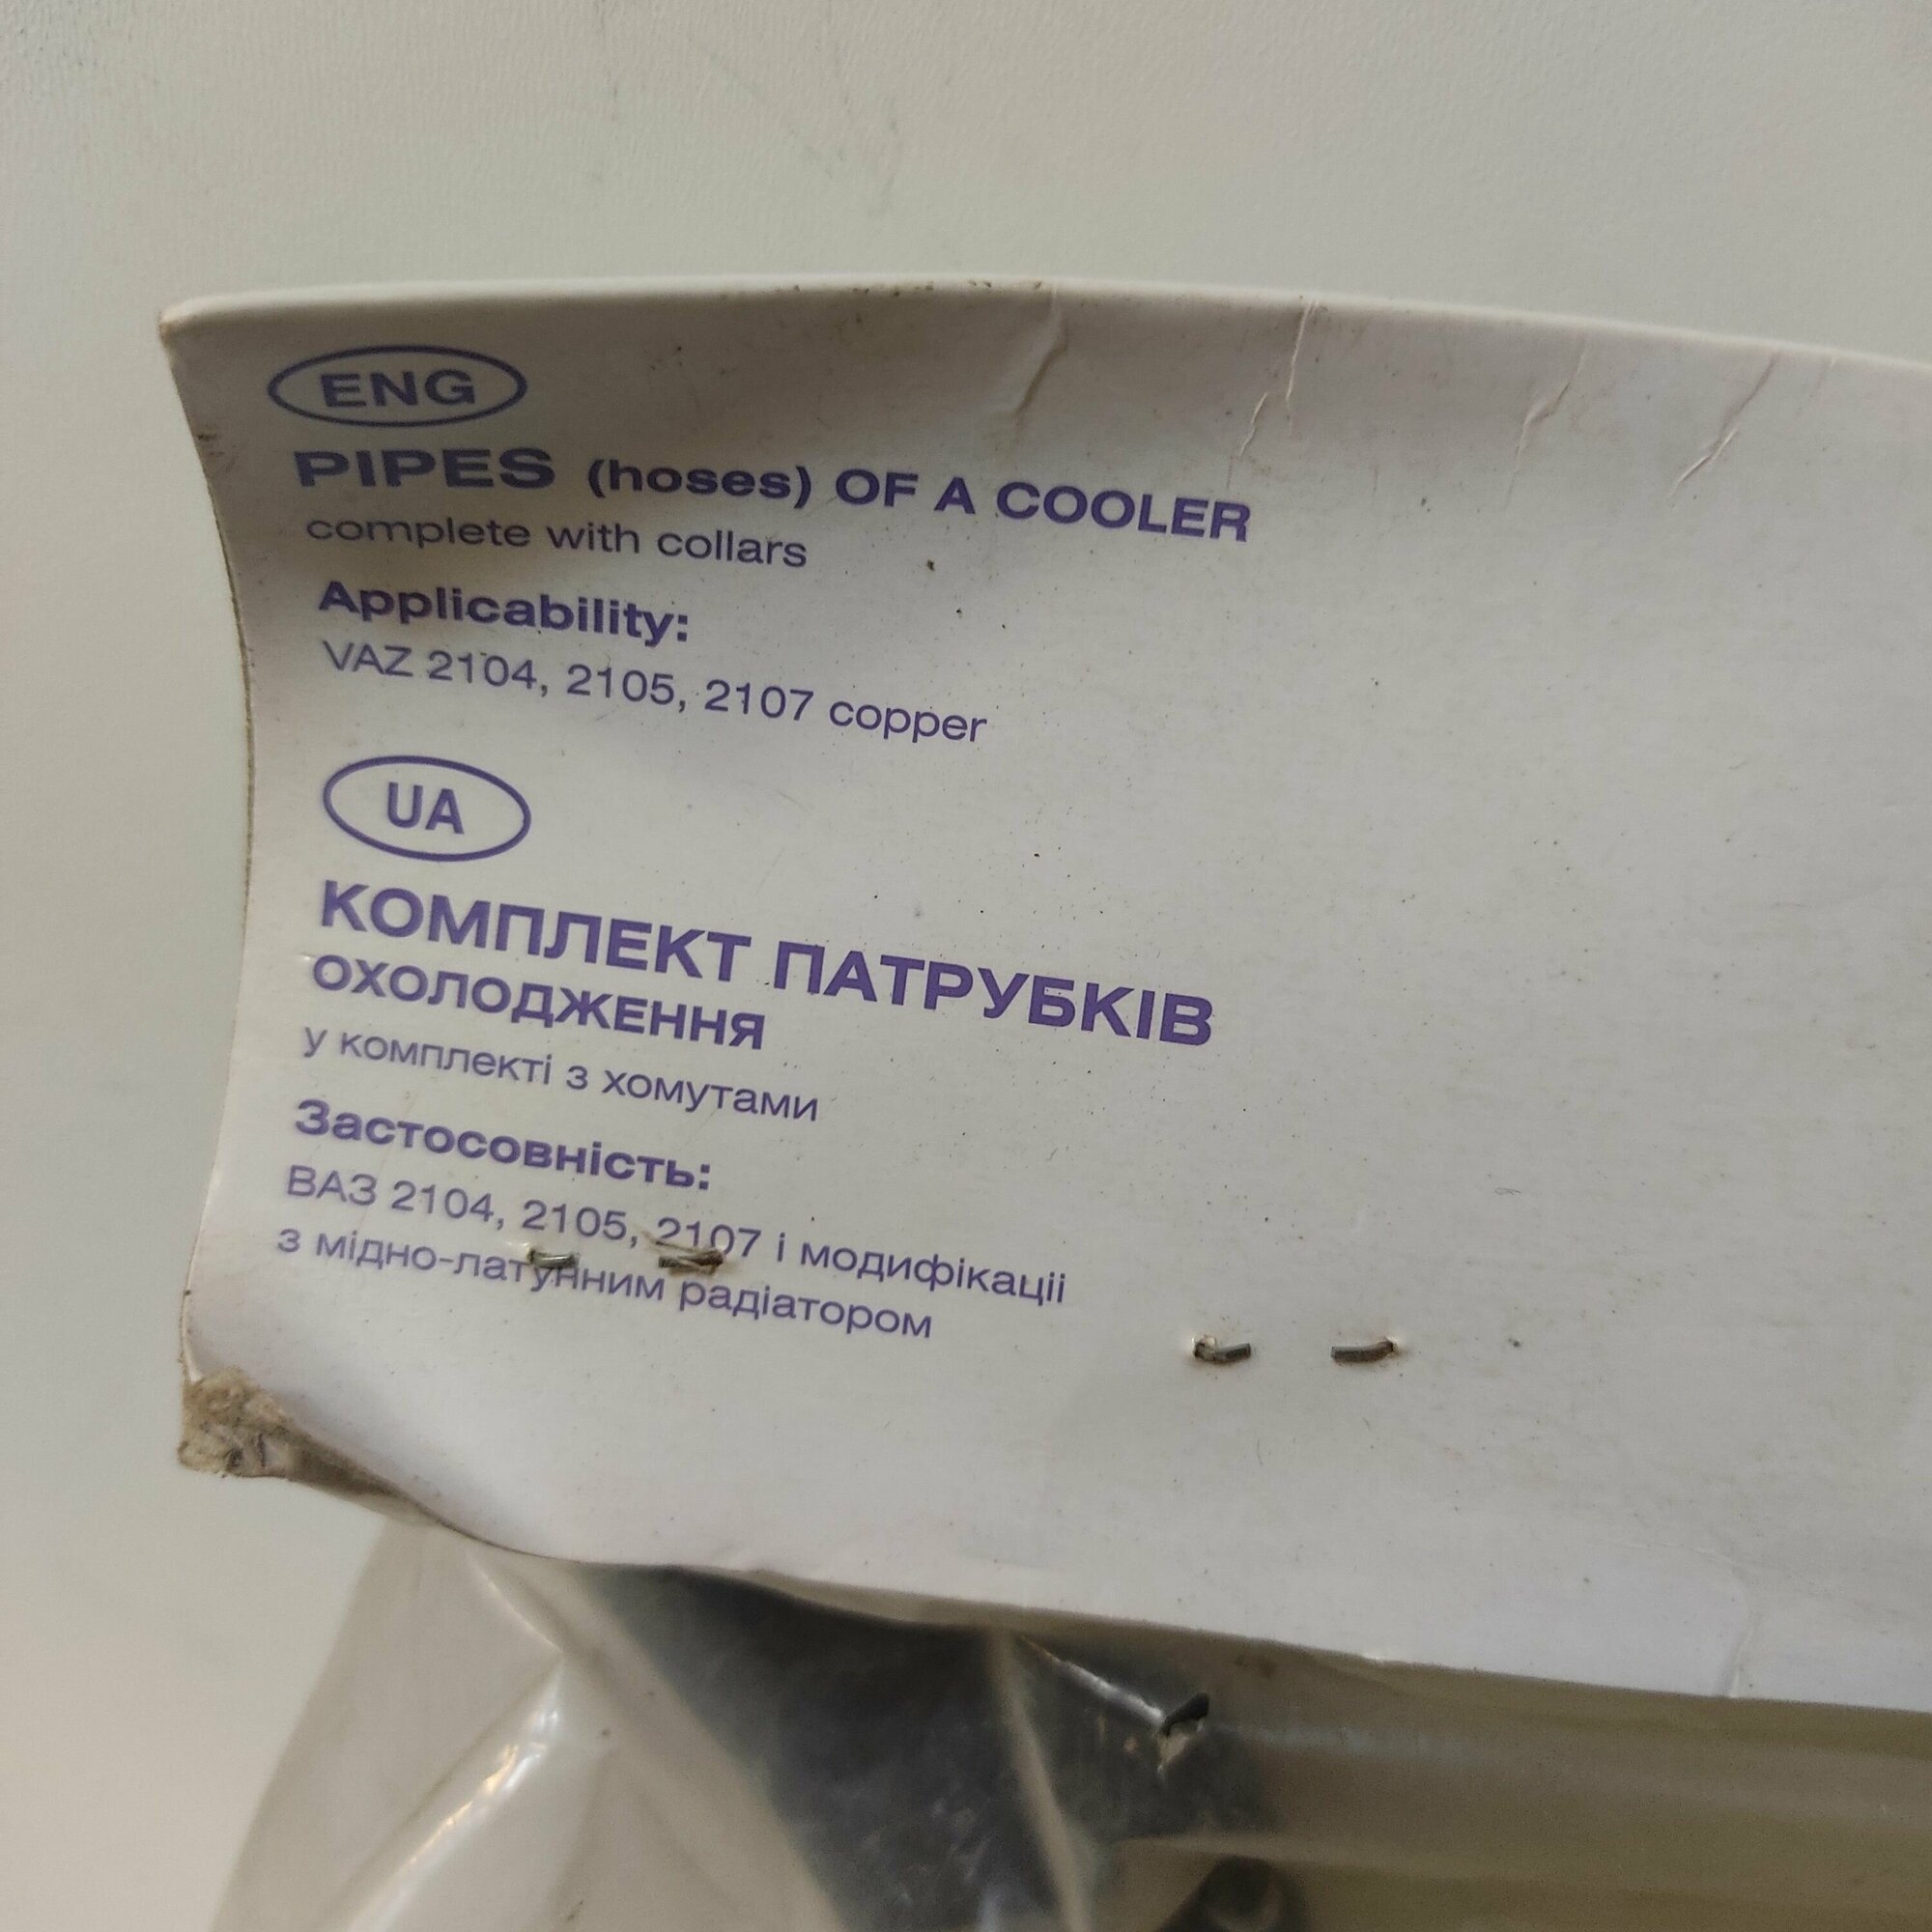 ENG
PIPES (hoses) OF A COOLER
complete with collars
Applicability:
VAZ 2104, 2105, 2107 copper
UA
КОМПЛЕКТ ПАТРУБКІВ
ОХОЛОДЖЕННЯ
у комплекті з хомутами
Застосовність:
ВАЗ 2104, 2105, 2107 і модифікаціі
з мідно-латунним радіатором